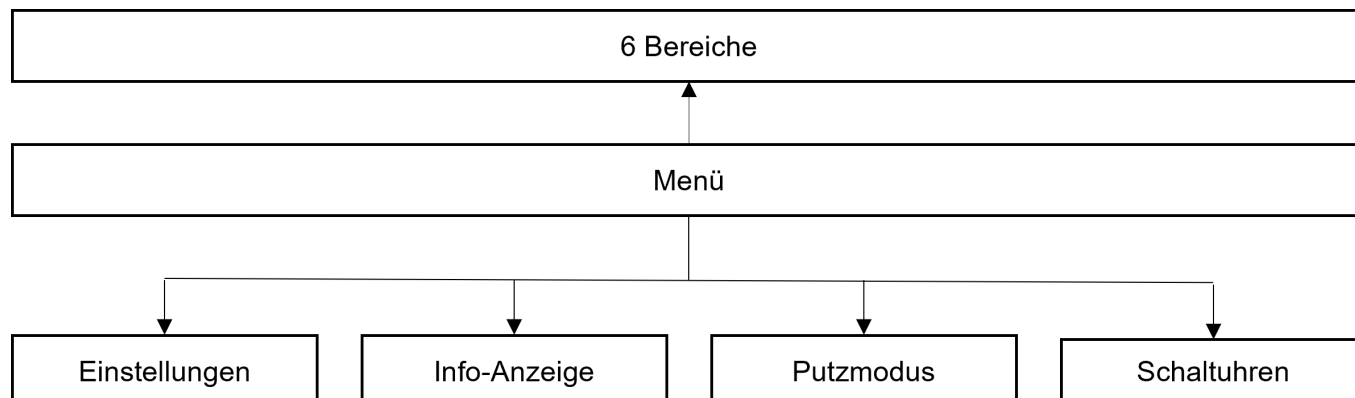 6 Bereiche
Menü
Einstellungen
Info-Anzeige
Putzmodus
Schaltuhren